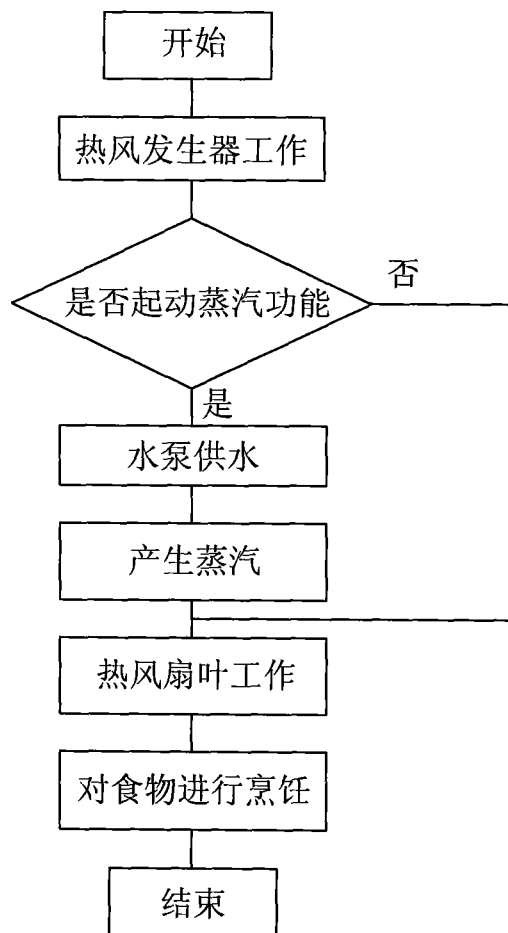 开始
热风发生器工作
是否起动蒸汽功能
否
是
水泵供水
产生蒸汽
热风扇叶工作
对食物进行烹饪
结束